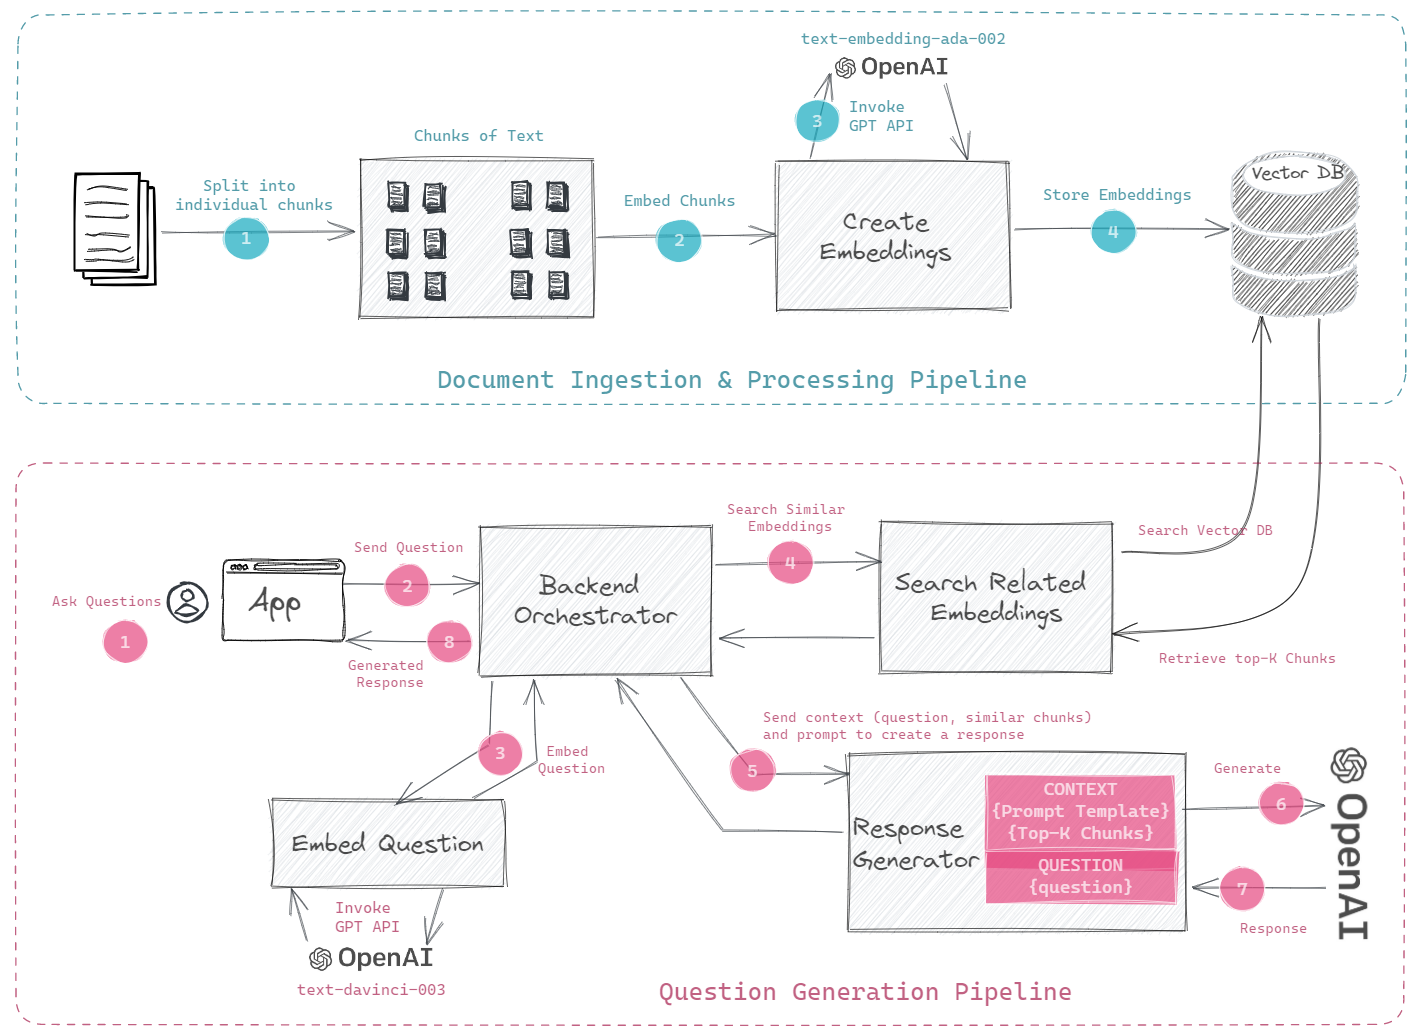 text-embedding-ada-002
OpenAI
3
Invoke
GPT API
Chunks of Text
Split into
individual chunks
1
Embed Chunks
2
Create
Embeddings
Store Embeddings
4
Vector DB
Document Ingestion & Processing Pipeline
Ask Questions
1
App
Send Question
2
8
Generated
Response
Backend
Orchestrator
Search Similar
Embeddings
4
Search Related
Embeddings
Search Vector DB
Retrieve top-K Chunks
3
Embed
Question
Embed Question
Invoke
GPT API
OpenAI
text-davinci-003
Send context (question, similar chunks)
and prompt to create a response
5
Response
Generator
CONTEXT
{Prompt Template}
{Top-K Chunks}
QUESTION
{question}
Generate
6
7
Response
OpenAI
Question Generation Pipeline